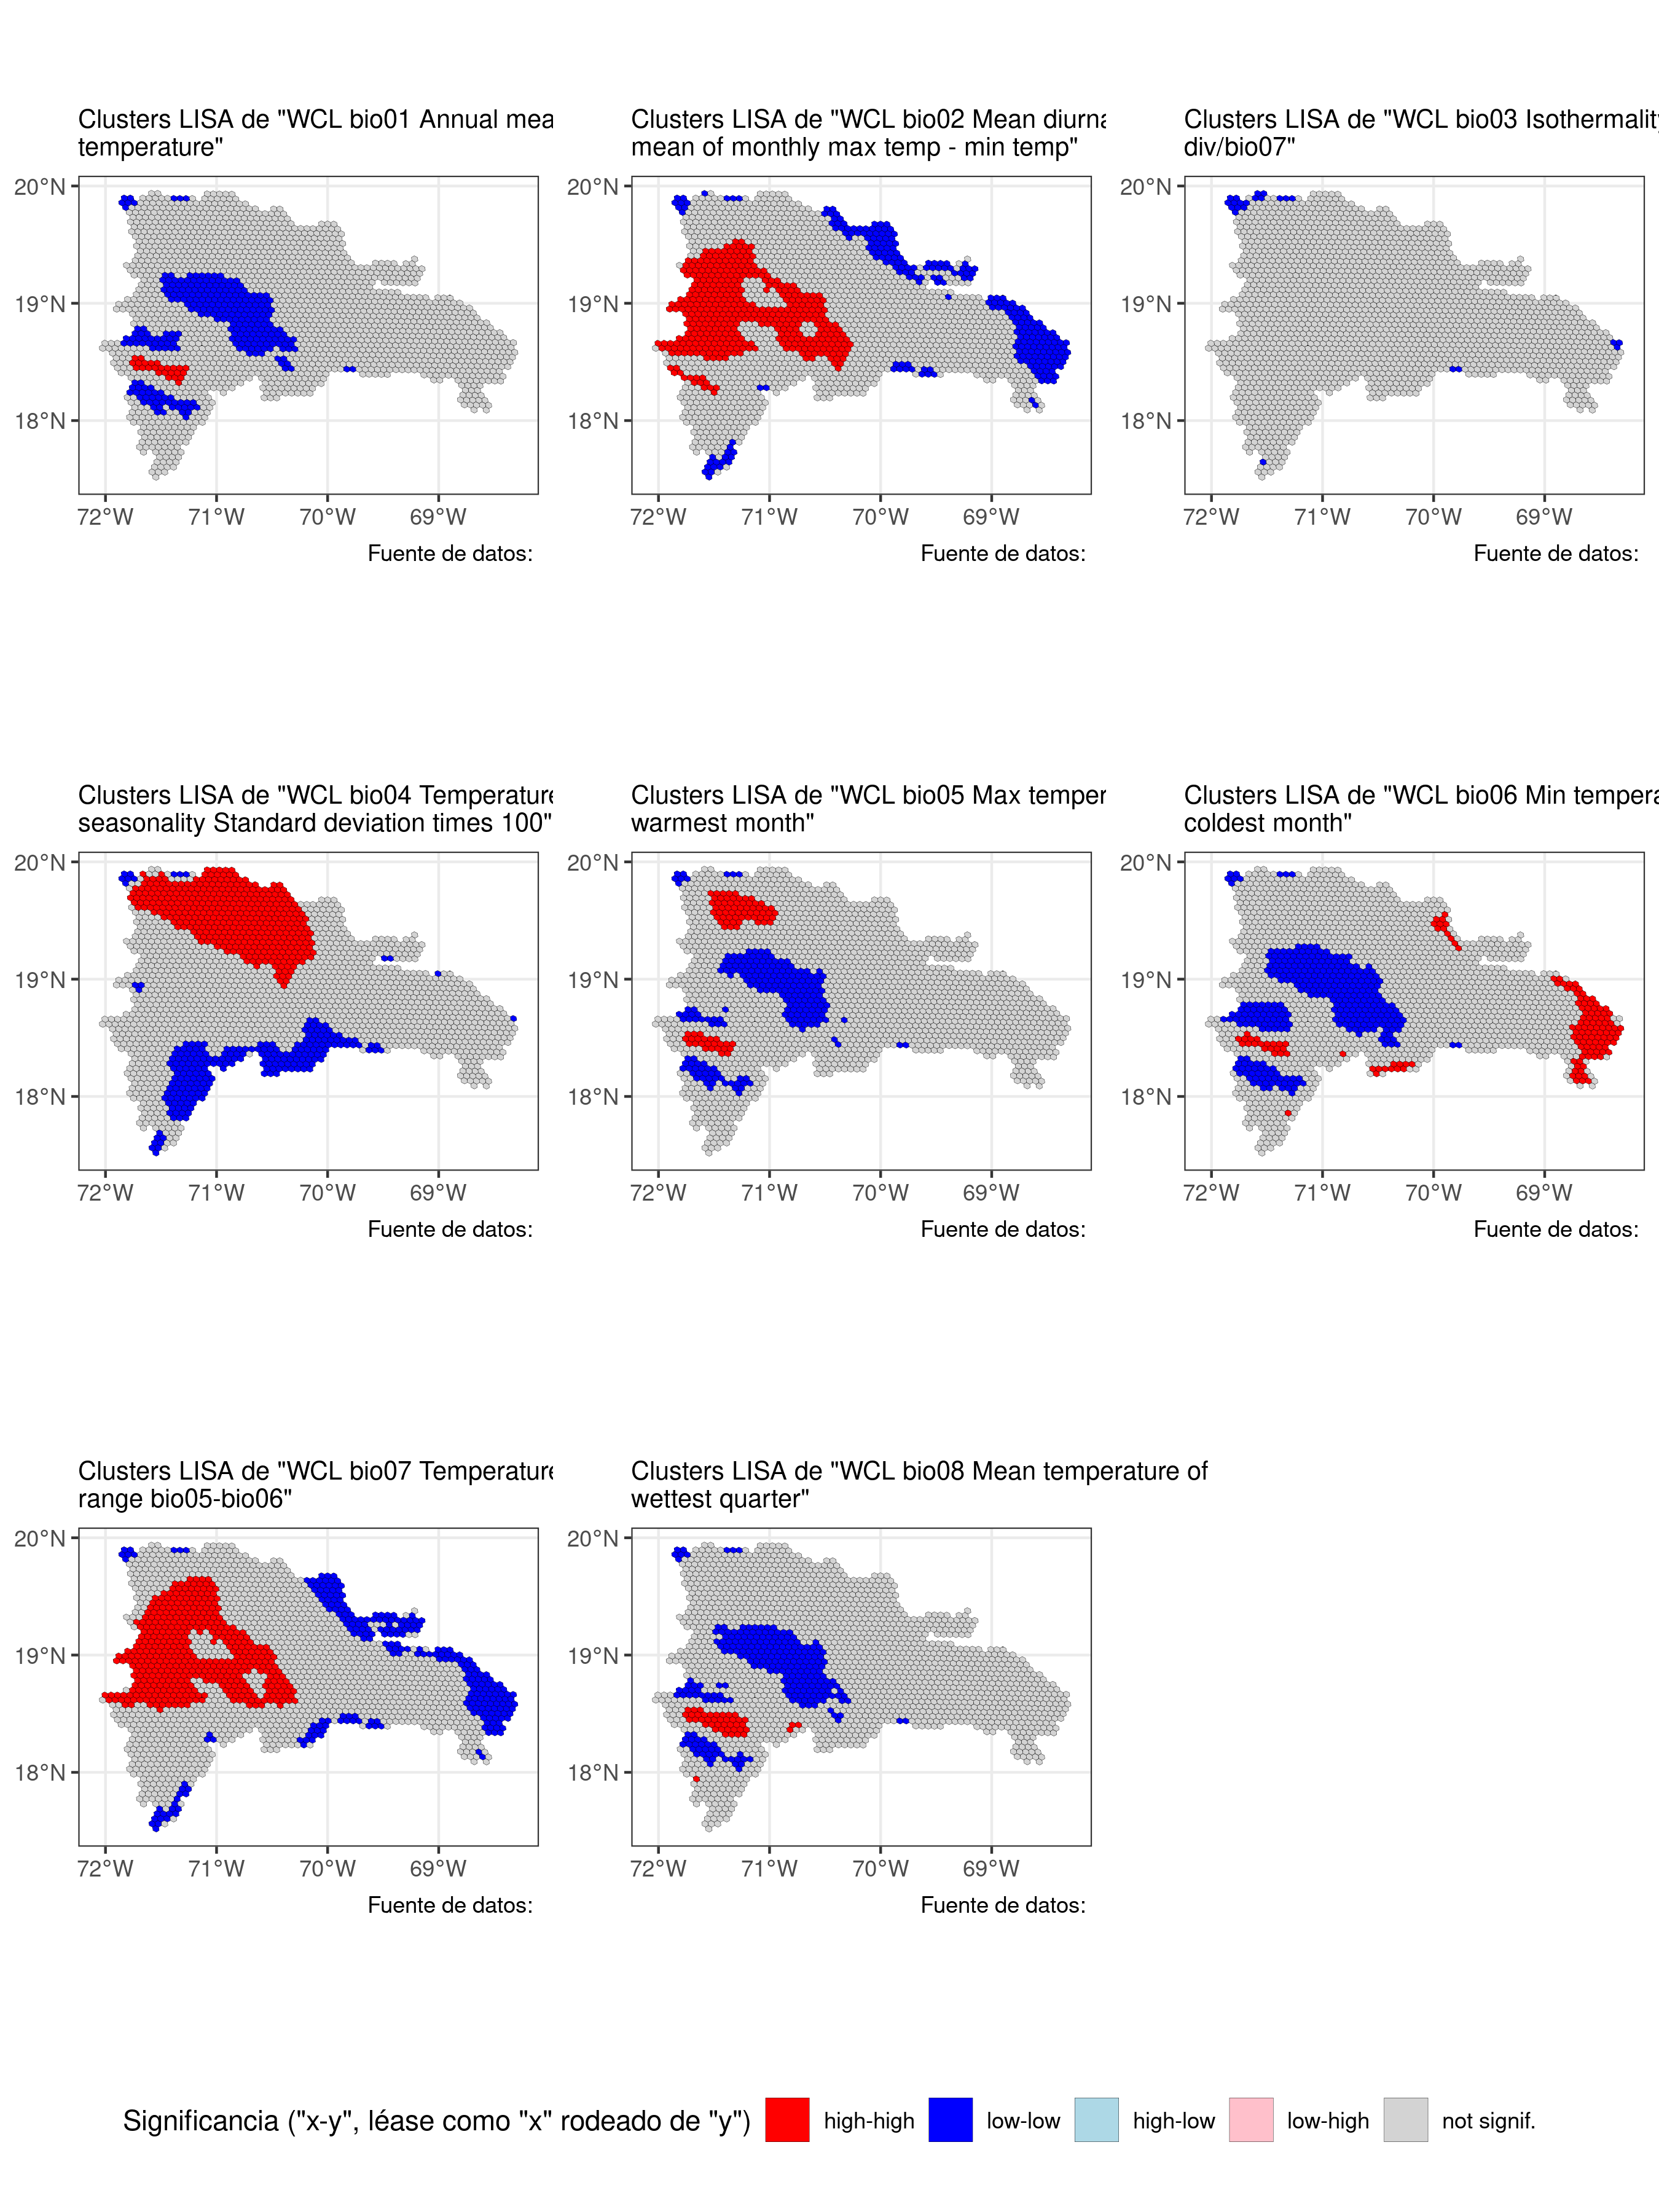 Clusters LISA de "WCL bio01 Annual mea
temperature"
20°N
19°N
18°N
72°W 71°W 70°W 69°W
Fuente de datos:
Clusters LISA de "WCL bio02 Mean diurna
mean of monthly max temp - min temp"
20°N
19°N
18°N
72°W 71°W 70°W 69°W
Fuente de datos:
Clusters LISA de "WCL bio03 Isothermality
div/bio07"
20°N
19°N
18°N
72°W 71°W 70°W 69°W
Fuente de datos:
Clusters LISA de "WCL bio04 Temperature
seasonality Standard deviation times 100"
20°N
19°N
18°N
72°W 71°W 70°W 69°W
Fuente de datos:
Clusters LISA de "WCL bio05 Max temper
warmest month"
20°N
19°N
18°N
72°W 71°W 70°W 69°W
Fuente de datos:
Clusters LISA de "WCL bio06 Min tempera
coldest month"
20°N
19°N
18°N
72°W 71°W 70°W 69°W
Fuente de datos:
Clusters LISA de "WCL bio07 Temperature
range bio05-bio06"
20°N
19°N
18°N
72°W 71°W 70°W 69°W
Fuente de datos:
Clusters LISA de "WCL bio08 Mean temperature of
wettest quarter"
20°N
19°N
18°N
72°W 71°W 70°W 69°W
Fuente de datos:
Significancia ("x-y", léase como "x" rodeado de "y") high-high low-low high-low low-high not signif.